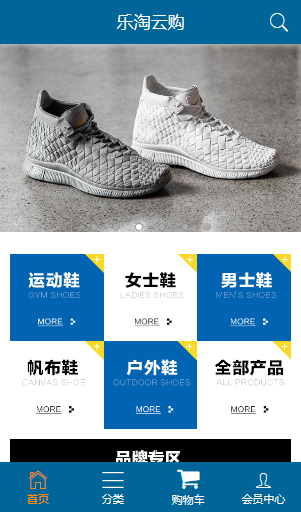 乐淘云购
运动鞋
GYM SHOES
MORE
女士鞋
LADIES SHOES
MORE
男士鞋
MEN'S SHOES
MORE
帆布鞋
CANVAS SHOE
MORE
户外鞋
OUTDOOR SHOES
MORE
全部产品
ALL PRODUCTS
MORE
品牌专区
首页
分类
购物车
会员中心